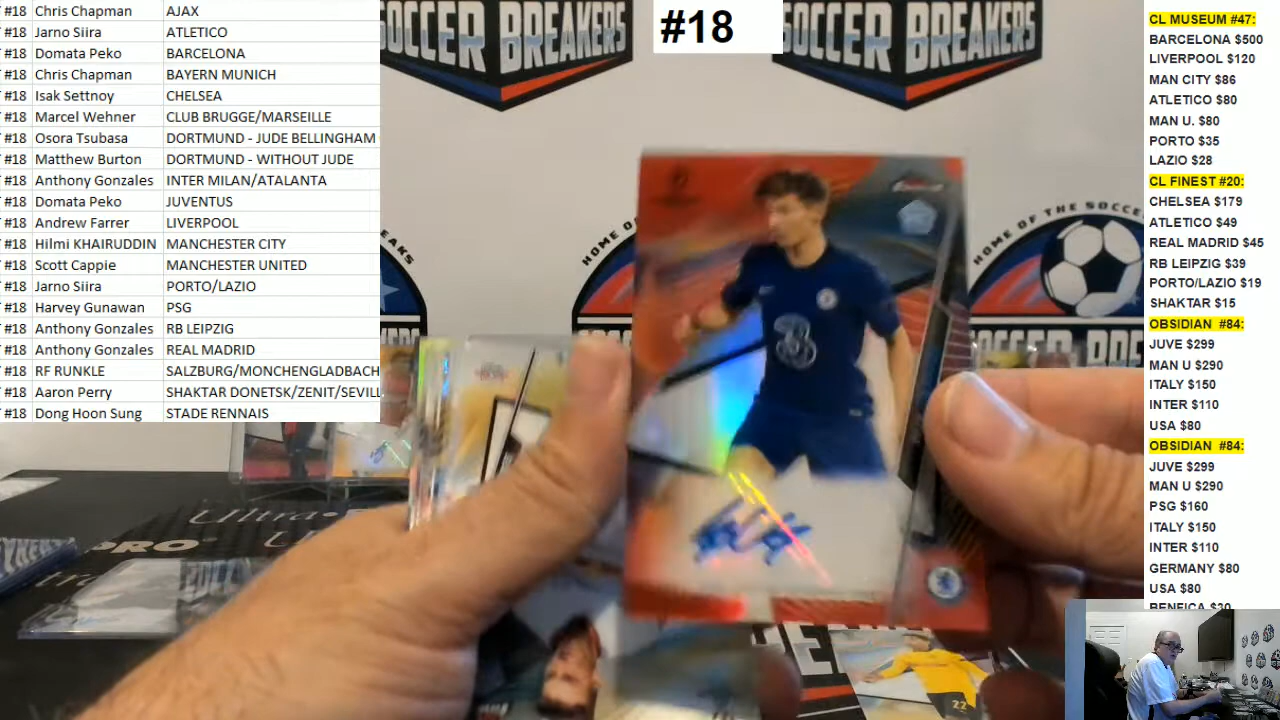 #18 Chris Chapman AJAX
#18 Jarno Siira ATLETICO
#18 Domata Peko BARCELONA
#18 Chris Chapman BAYERN MUNICH
#18 Isak Settnoy CHELSEA
#18 Marcel Wehner CLUB BRUGGE/MARSEILLE
#18 Osora Tsubasa DORTMUND - JUDE BELLINGHAM
#18 Matthew Burton DORTMUND - WITHOUT JUDE
#18 Anthony Gonzales INTER MILAN/ATALANTA
#18 Domata Peko JUVENTUS
#18 Andrew Farrer LIVERPOOL
#18 Hilmi KHAIRUDDIN MANCHESTER CITY
#18 Scott Cappie MANCHESTER UNITED
#18 Jarno Siira PORTO/LAZIO
#18 Harvey Gunawan PSG
#18 Anthony Gonzales RB LEIPZIG
#18 Anthony Gonzales REAL MADRID
#18 RF RUNKLE SALZBURG/MONCHENGLADBACH
#18 Aaron Perry SHAKTAR DONETSK/ZENIT/SEVILL
#18 Dong Hoon Sung STADE RENNAIS
SOCCER BREAKERS
#18
SOCCER BREAKERS
HOME OF
HOME OF THE SOCCE
SOCCER BREA
3
22
Ultra
PRO
CL MUSEUM #47:
BARCELONA $500
LIVERPOOL $120
MAN CITY $86
ATLETICO $80
MAN U. $80
PORTO $35
LAZIO $28
CL FINEST #20:
CHELSEA $179
ATLETICO $49
REAL MADRID $45
RB LEIPZIG $39
PORTO/LAZIO $19
SHAKTAR $15
OBSIDIAN #84:
JUVE $299
MAN U $290
ITALY $150
INTER $110
USA $80
OBSIDIAN #84:
JUVE $299
MAN U $290
PSG $160
ITALY $150
INTER $110
GERMANY $80
USA $80
BENFICA $30